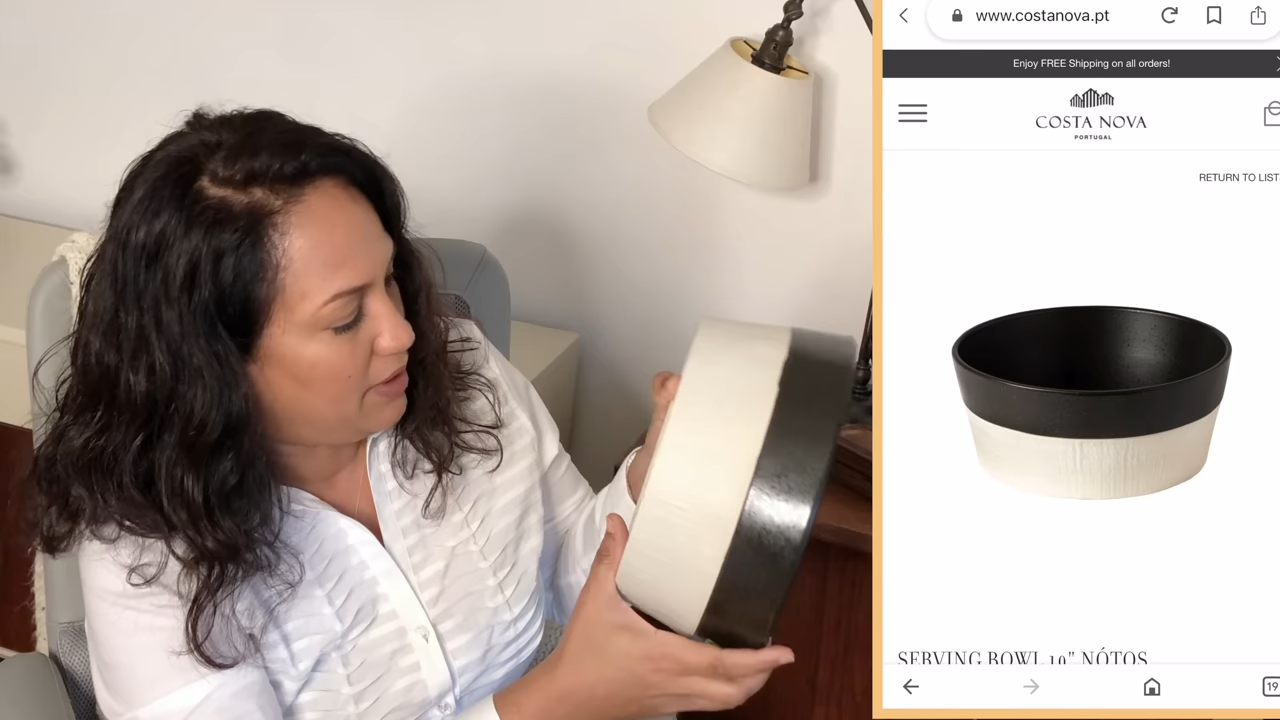 www.costanova.pt
Enjoy FREE Shipping on all orders!
COSTA NOVA
PORTUGAL
RETURN TO LIST
SERVING BOWL 10" NÓTOS
19